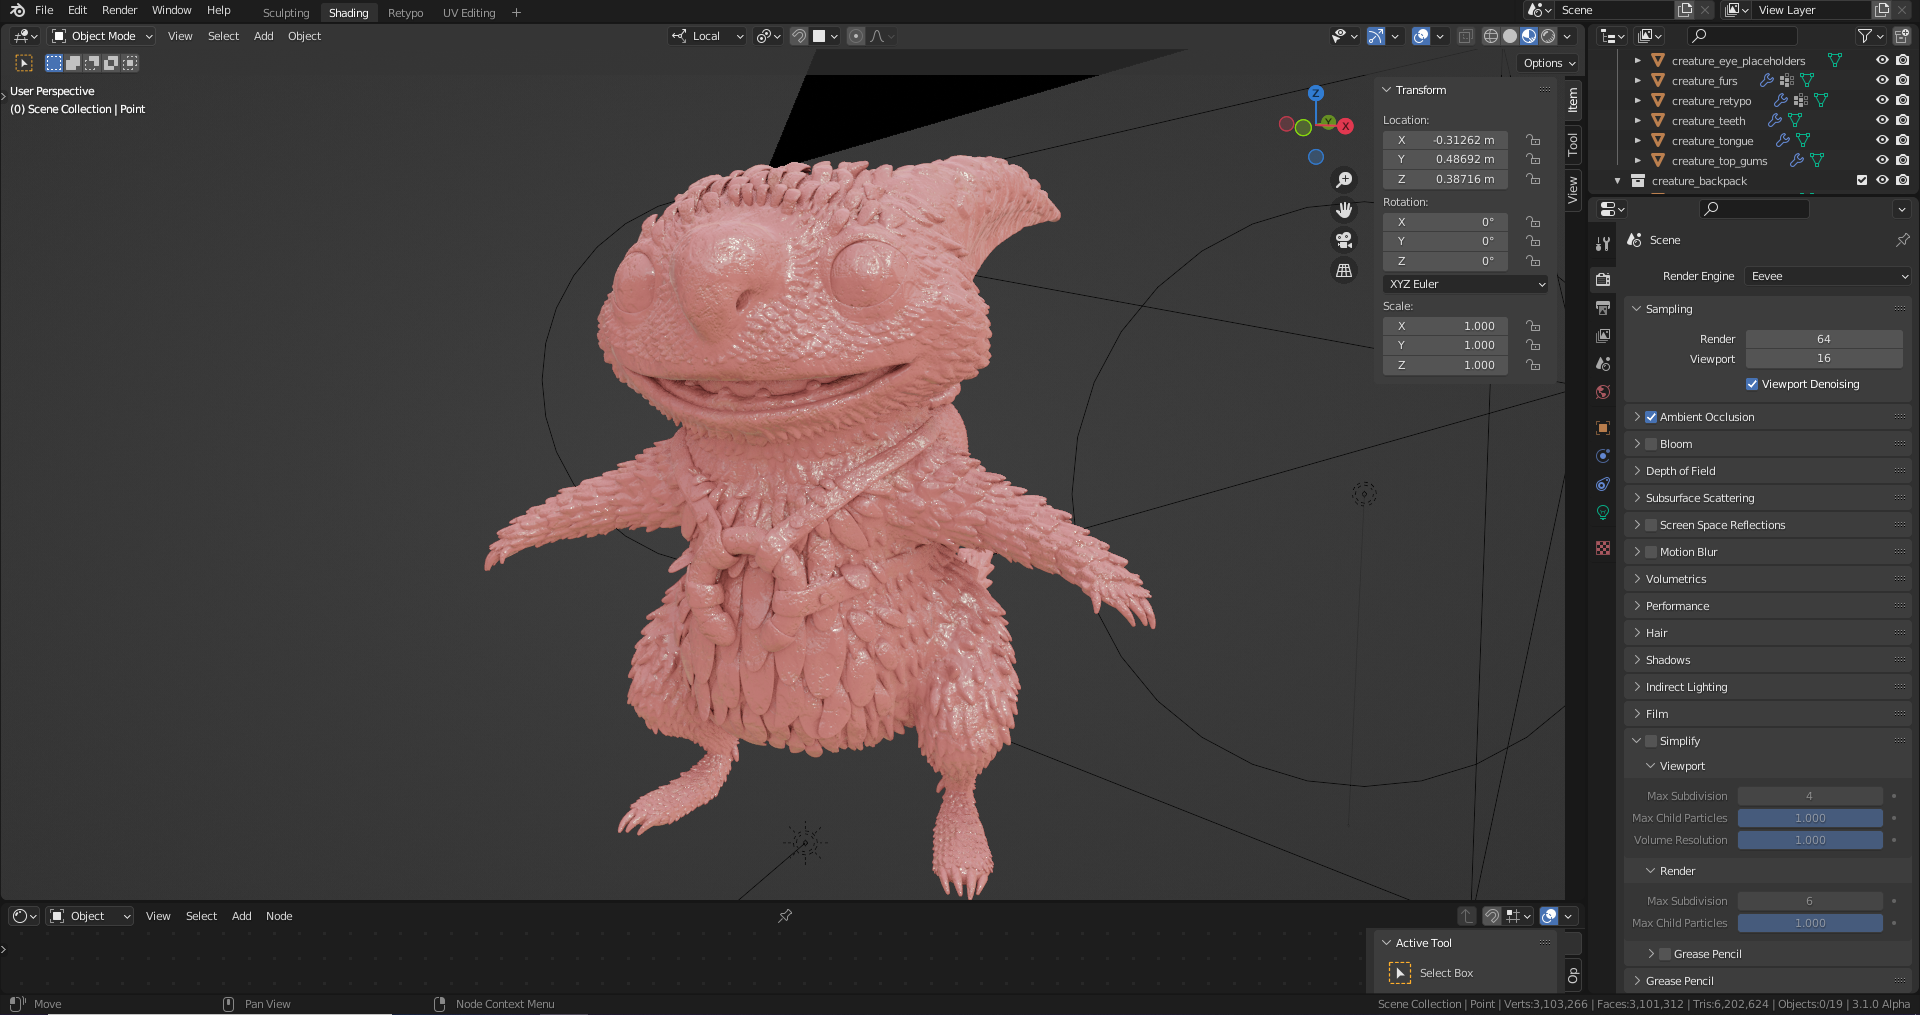 File Edit Render Window Help Sculpting Shading Retypo UV Editing + Scene View Layer
Object Mode View Select Add Object Local
Options
User Perspective
(0) Scene Collection | Point
Z
Y
X
Transform
Location:
X -0.31262 m
Y 0.48692 m
Z 0.38716 m
Rotation:
X 0°
Y 0°
Z 0°
XYZ Euler
Scale:
X 1.000
Y 1.000
Z 1.000
Item
Tool
View
creature_eye_placeholders
creature_furs
creature_retypo
creature_teeth
creature_tongue
creature_top_gums
creature_backpack
Scene
Render Engine Eevee
Sampling
Render 64
Viewport 16
Viewport Denoising
Ambient Occlusion
Bloom
Depth of Field
Subsurface Scattering
Screen Space Reflections
Motion Blur
Volumetrics
Performance
Hair
Shadows
Indirect Lighting
Film
Simplify
Viewport
Max Subdivision 4
Max Child Particles 1.000
Volume Resolution 1.000
Render
Max Subdivision 6
Max Child Particles 1.000
Grease Pencil
Grease Pencil
Object View Select Add Node
Active Tool
Select Box
Op
Move Pan View Node Context Menu
Scene Collection | Point | Verts:3,103,266 | Faces:3,101,312 | Tris:6,202,624 | Objects:0/19 | 3.1.0 Alpha